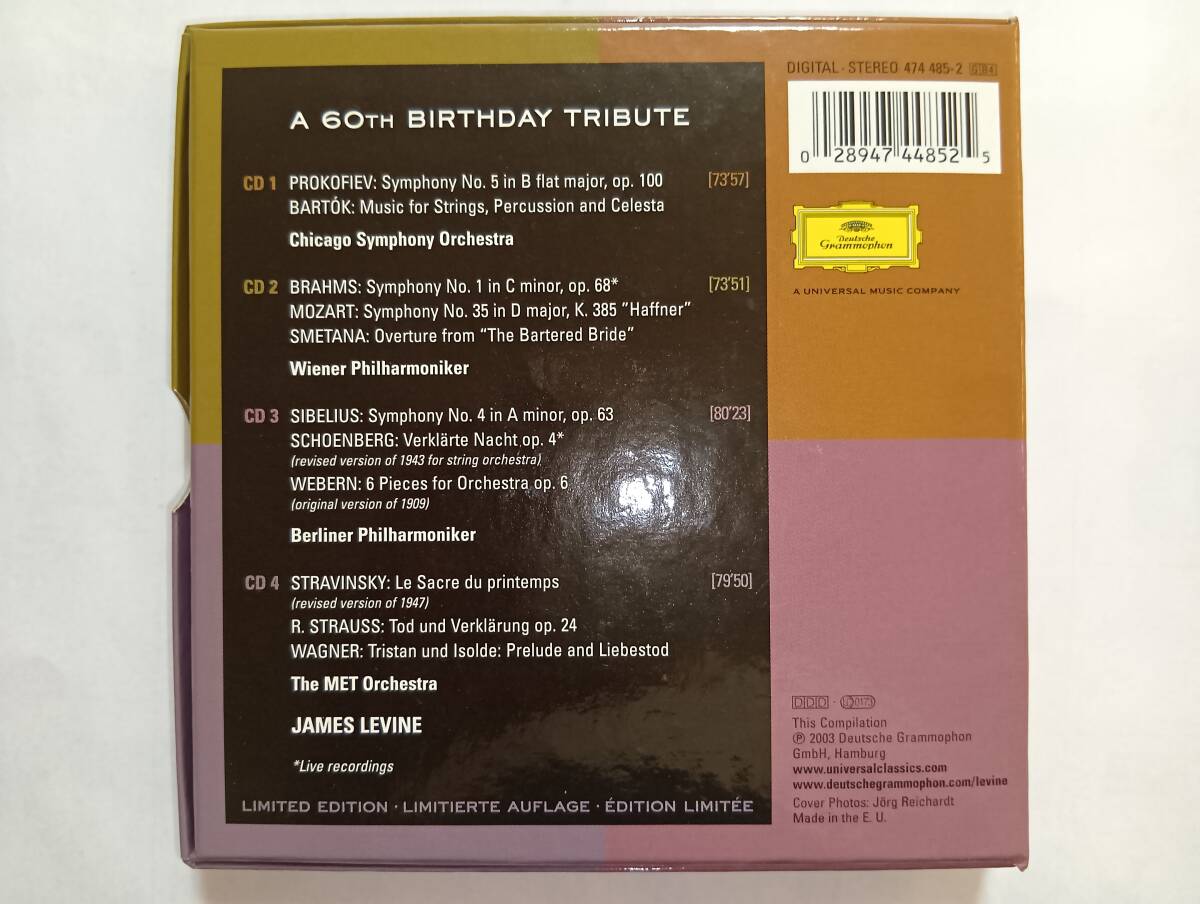 A 60TH BIRTHDAY TRIBUTE
CD 1 PROKOFIEV: Symphony No. 5 in B flat major, op. 100 [73'57]
BARTÓK: Music for Strings, Percussion and Celesta
Chicago Symphony Orchestra
CD 2 BRAHMS: Symphony No. 1 in C minor, op. 68* [73'51]
MOZART: Symphony No. 35 in D major, K. 385 "Haffner"
SMETANA: Overture from "The Bartered Bride"
Wiener Philharmoniker
CD 3 SIBELIUS: Symphony No. 4 in A minor, op. 63 [80'23]
SCHOENBERG: Verklärte Nacht op. 4*
(revised version of 1943 for string orchestra)
WEBERN: 6 Pieces for Orchestra op. 6
(original version of 1909)
Berliner Philharmoniker
CD 4 STRAVINSKY: Le Sacre du printemps [79'50]
(revised version of 1947)
R. STRAUSS: Tod und Verklärung op. 24
WAGNER: Tristan und Isolde: Prelude and Liebestod
The MET Orchestra
JAMES LEVINE
*Live recordings
LIMITED EDITION · LIMITIERTE AUFLAGE · ÉDITION LIMITÉE
DIGITAL · STEREO 474 485-2 GB4
0 28947 44852 5
Deutsche
Grammophon
A UNIVERSAL MUSIC COMPANY
DDD · LC 0173
This Compilation
℗ 2003 Deutsche Grammophon
GmbH, Hamburg
www.universalclassics.com
www.deutschegrammophon.com/levine
Cover Photos: Jörg Reichardt
Made in the E. U.